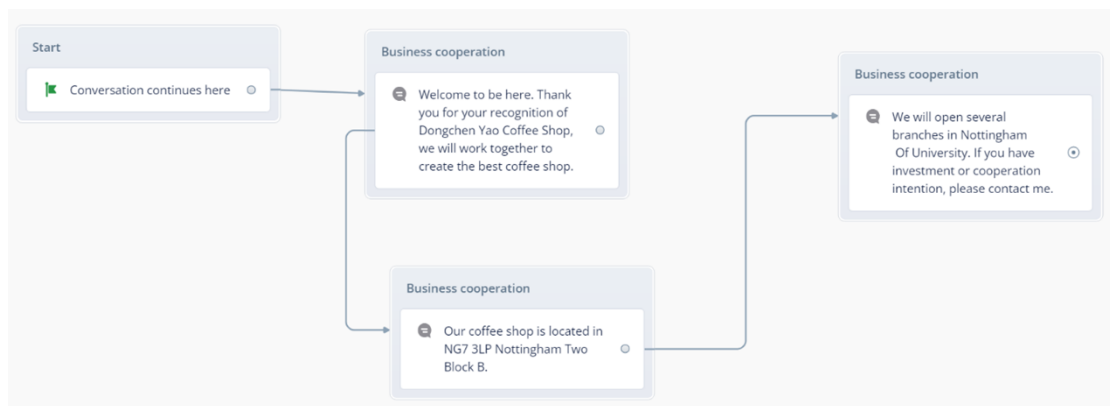 Start
Conversation continues here
Business cooperation
Welcome to be here. Thank
you for your recognition of
Dongchen Yao Coffee Shop,
we will work together to
create the best coffee shop.
Business cooperation
Our coffee shop is located in
NG7 3LP Nottingham Two
Block B.
Business cooperation
We will open several
branches in Nottingham
Of University. If you have
investment or cooperation
intention, please contact me.